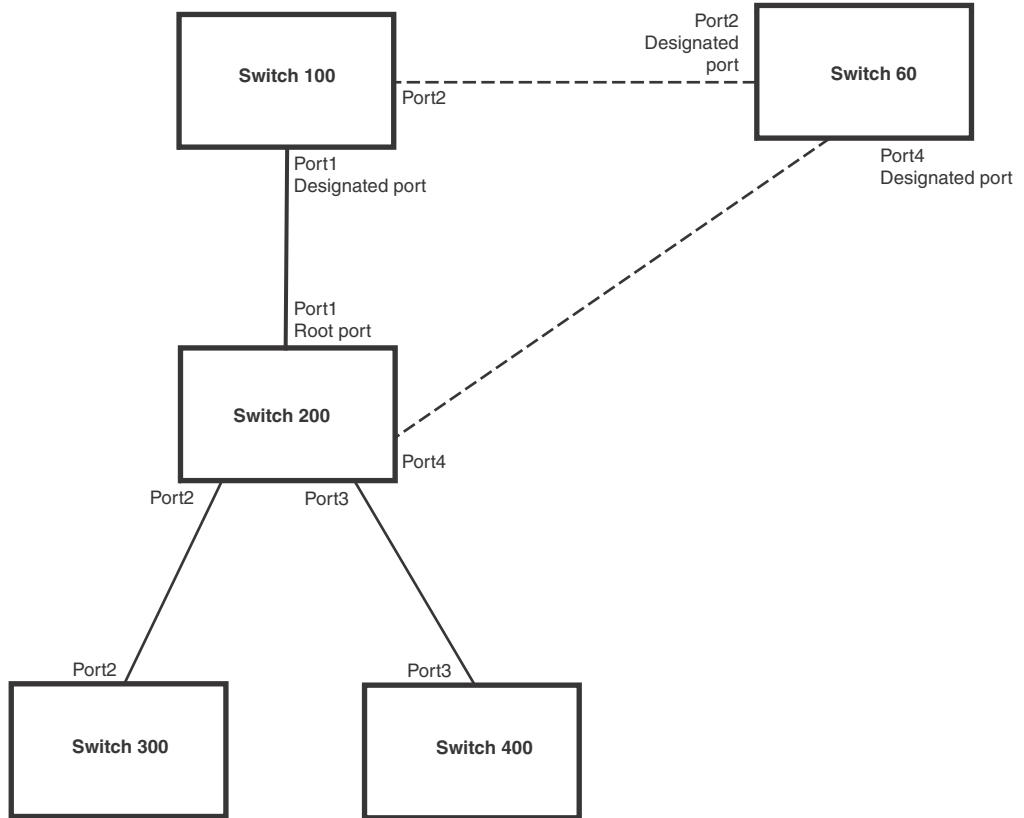 Port2
Designated
port
Switch 100
Switch 60
Port2
Port1
Designated port
Port4
Designated port
Port1
Root port
Switch 200
Port4
Port2
Port3
Port2
Port3
Switch 300
Switch 400